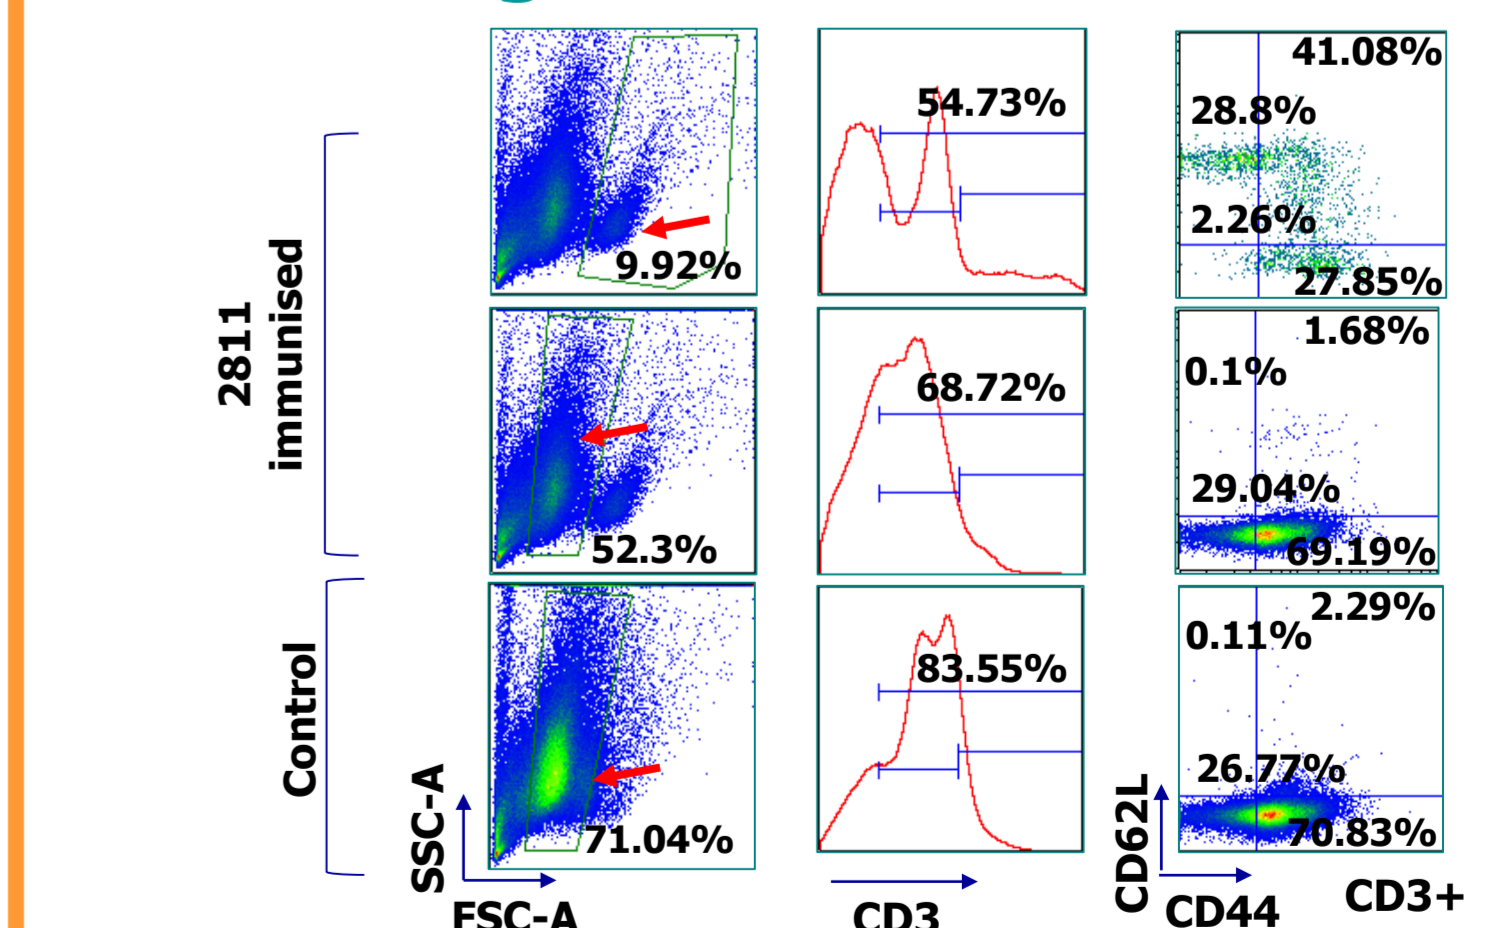 2811
immunised
Control
9.92%
54.73%
41.08%
28.8%
2.26%
27.85%
52.3%
68.72%
1.68%
0.1%
29.04%
69.19%
71.04%
83.55%
2.29%
0.11%
26.77%
70.83%
SSC-A
FSC-A
CD3
CD62L
CD44
CD3+